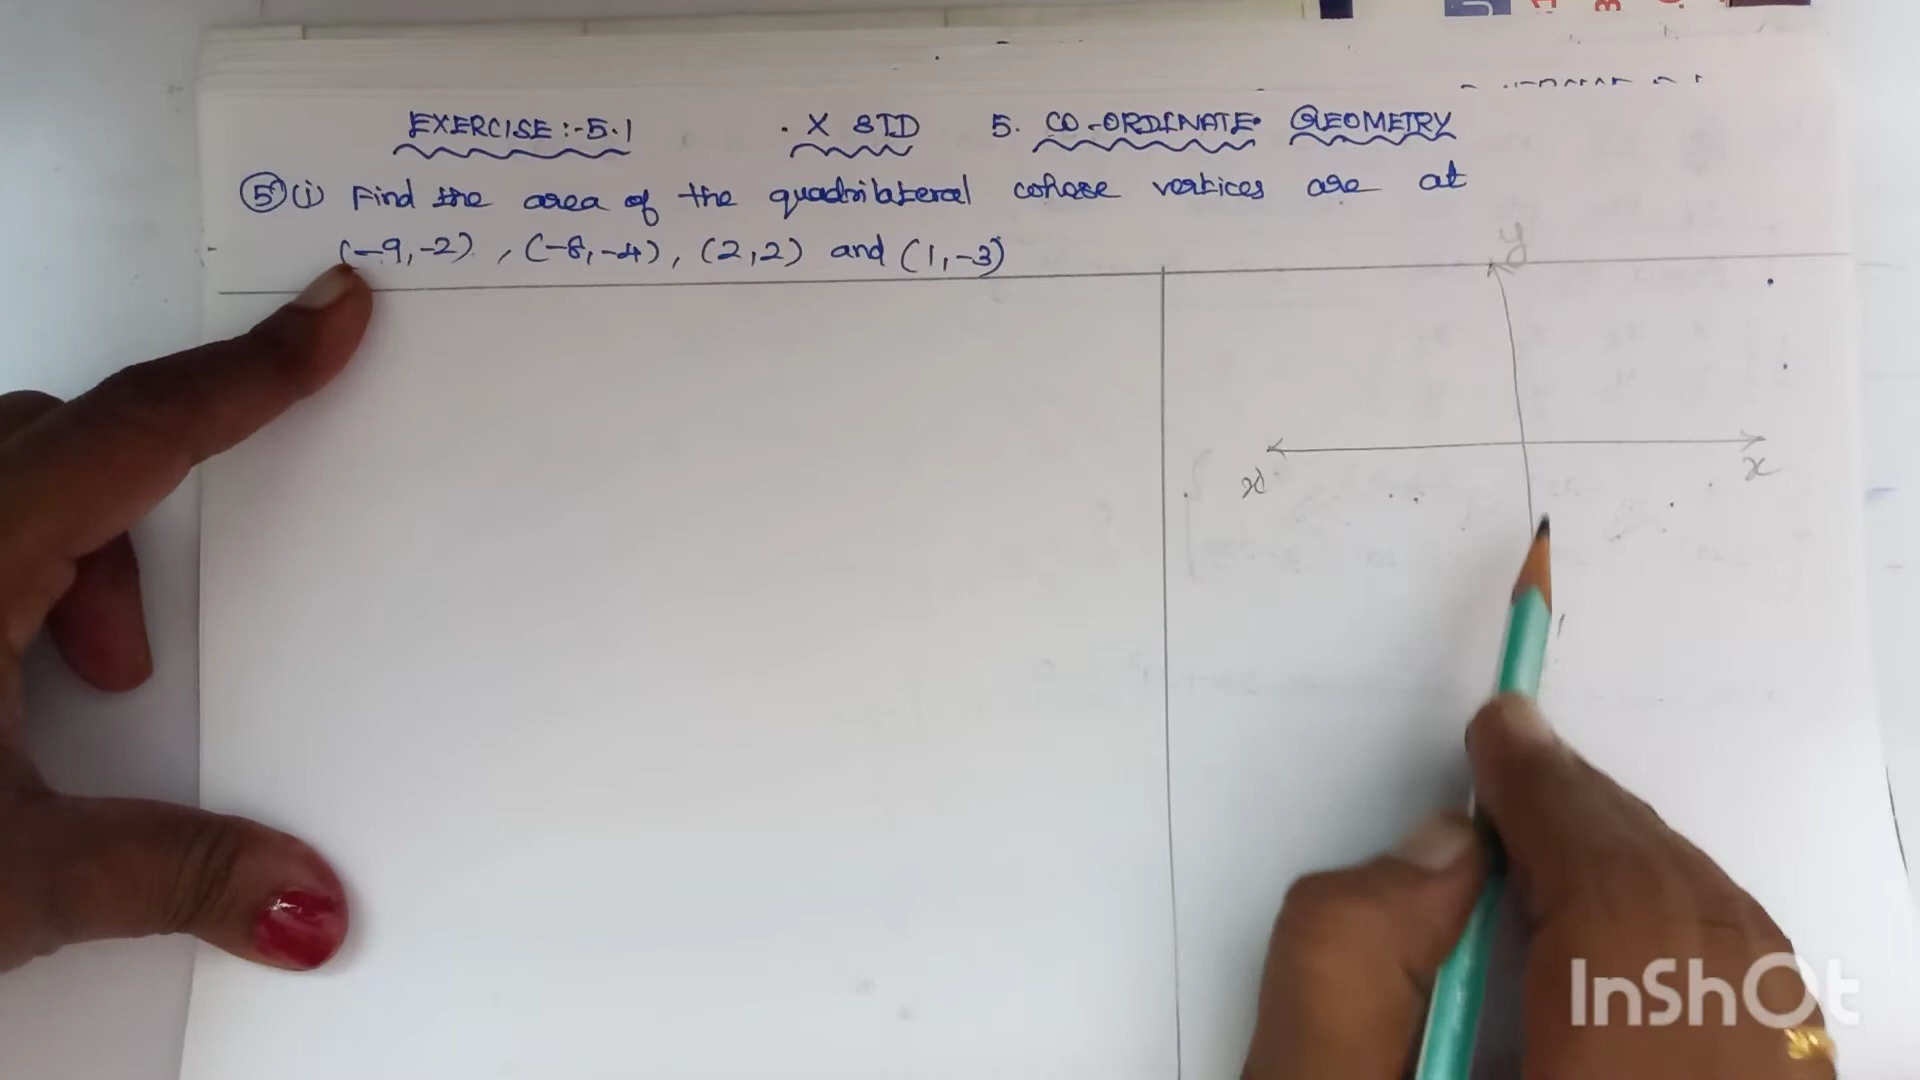 EXERCISE :- 5.1 X STD 5. CO-ORDINATE GEOMETRY
5 (i) Find the area of the quadrilateral whose vertices are at
(-9,-2), (-8,-4), (2,2) and (1,-3)
y
x' x
InShot